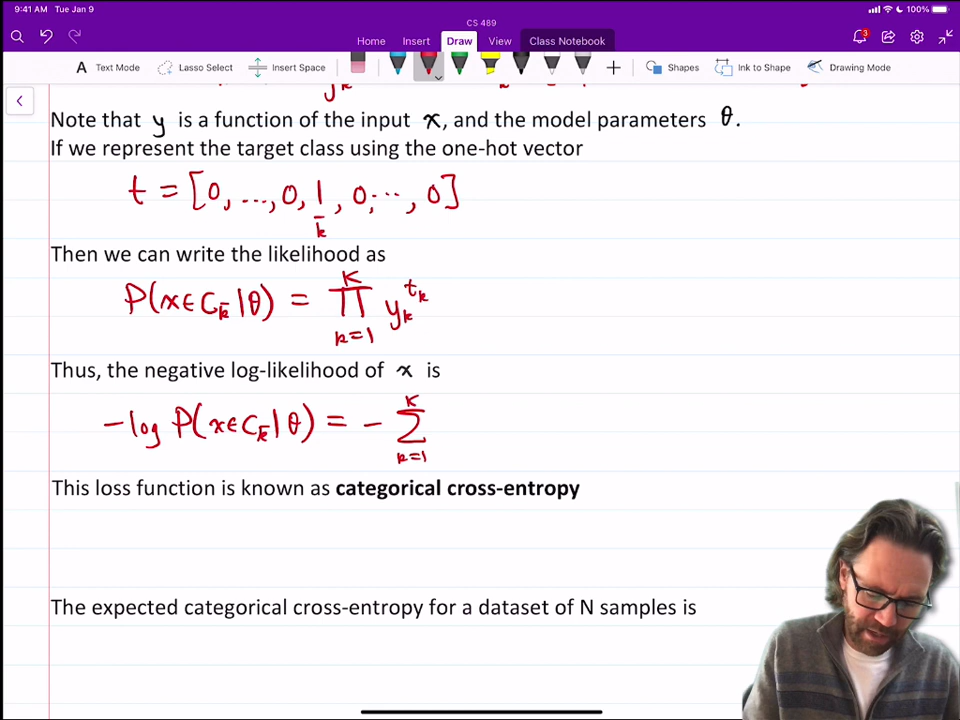 9:41 AM Tue Jan 9
100%
CS 489
Home Insert Draw View Class Notebook
3
A Text Mode Lasso Select Insert Space Shapes Ink to Shape Drawing Mode
Note that y is a function of the input x, and the model parameters θ.
If we represent the target class using the one-hot vector
t = [0, ..., 0, 1, 0, ..., 0]
k̄
Then we can write the likelihood as
P(x∈C_k̄|θ) = ∏_{k=1}^{K} y_k^{t_k}
Thus, the negative log-likelihood of x is
-log P(x∈C_k̄|θ) = - ∑_{k=1}^{K}
This loss function is known as categorical cross-entropy
The expected categorical cross-entropy for a dataset of N samples is